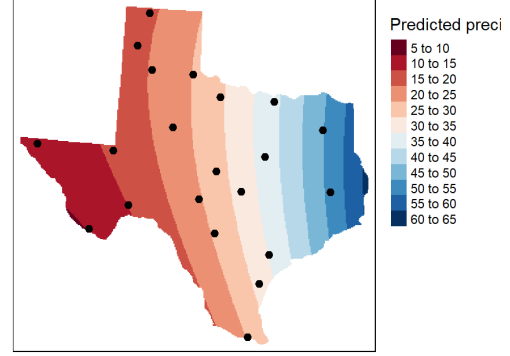 Predicted preci
5 to 10
10 to 15
15 to 20
20 to 25
25 to 30
30 to 35
35 to 40
40 to 45
45 to 50
50 to 55
55 to 60
60 to 65